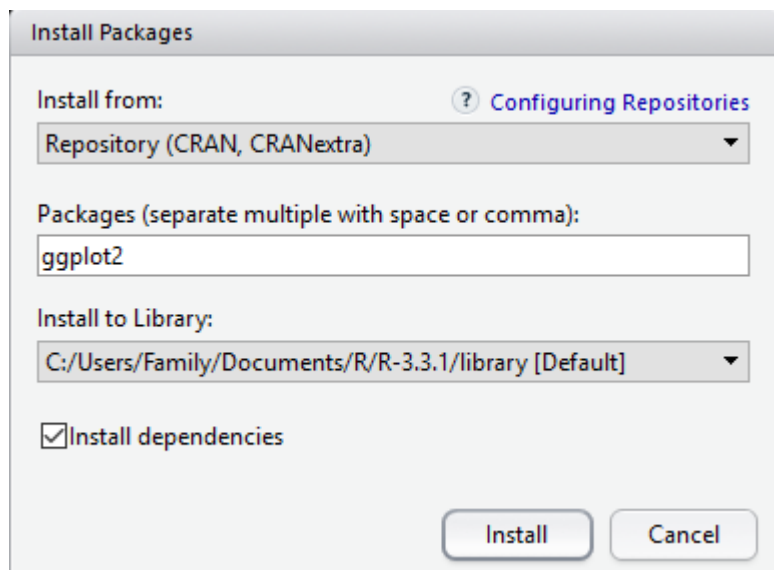 Install Packages
Install from:
? Configuring Repositories
Repository (CRAN, CRANextra)
Packages (separate multiple with space or comma):
ggplot2
Install to Library:
C:/Users/Family/Documents/R/R-3.3.1/library [Default]
Install dependencies
Install
Cancel